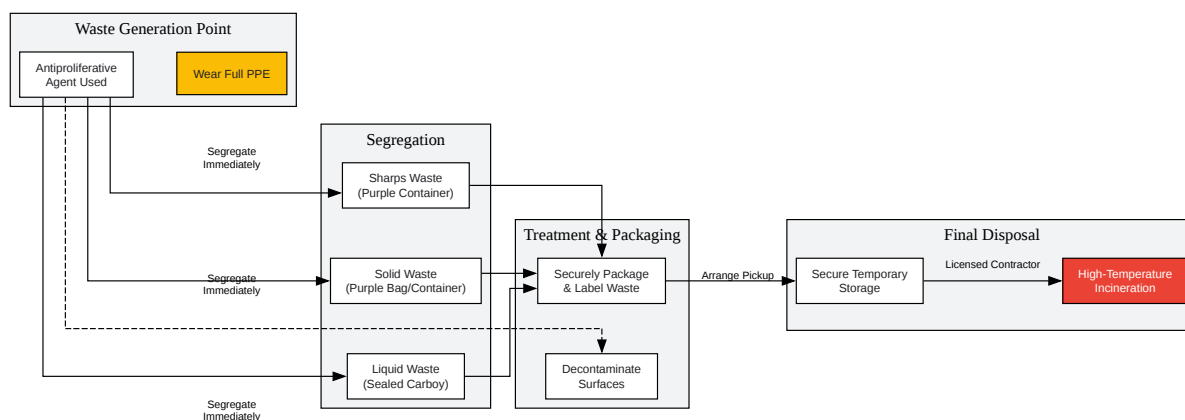 Waste Generation Point
Antiproliferative
Agent Used
Wear Full PPE
Segregate
Immediately
Segregation
Sharps Waste
(Purple Container)
Segregate
Immediately
Solid Waste
(Purple Bag/Container)
Segregate
Immediately
Liquid Waste
(Sealed Carboy)
Treatment & Packaging
Securely Package
& Label Waste
Decontaminate
Surfaces
Arrange Pickup
Final Disposal
Secure Temporary
Storage
Licensed Contractor
High-Temperature
Incineration